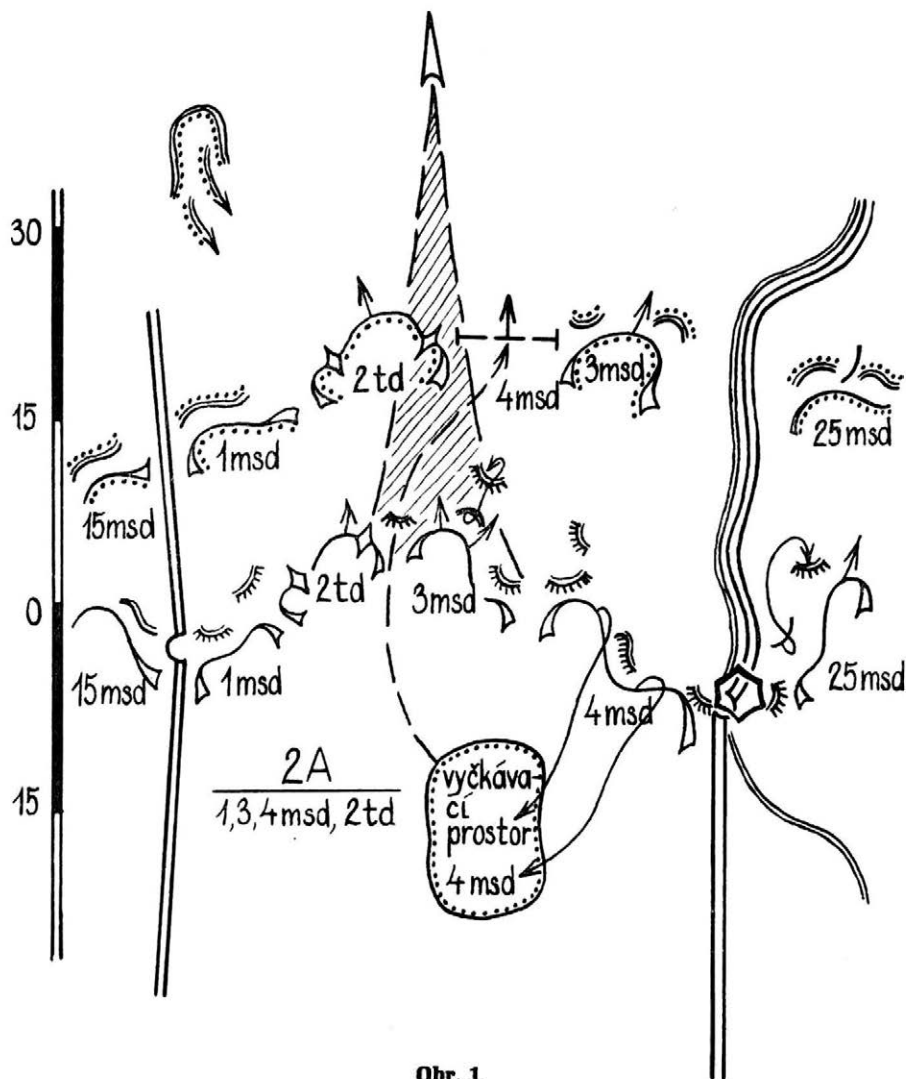 30
2td
4msd
3msd
15
1msd
25msd
15msd
0
2td
3msd
15msd
1msd
4msd
25msd
2A
1,3,4msd, 2td
15
vyčkáva-
cí
prostor
4msd
Obr. 1